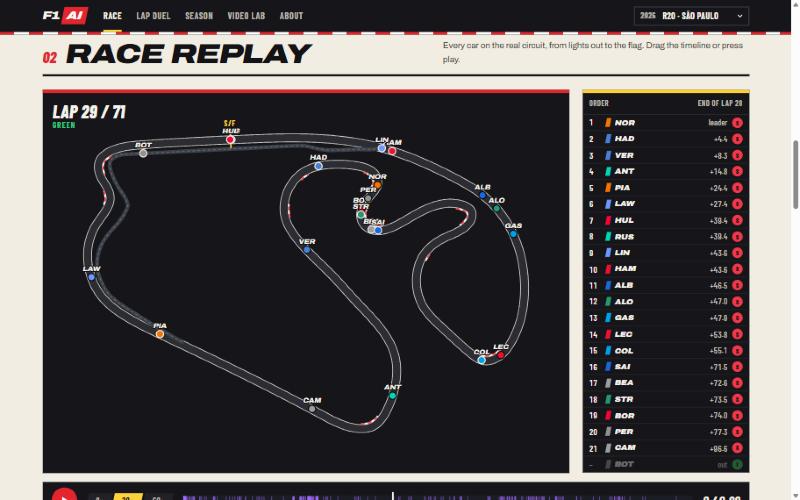 F1 AI RACE LAP DUEL SEASON VIDEO LAB ABOUT 2025 R20 · SÃO PAULO
02 RACE REPLAY
Every car on the real circuit, from lights out to the flag. Drag the timeline or press
play.
LAP 29 / 71
GREEN
S/F
HUL
BOT
LIN
HAM
HAD
NOR
PER
STR
SAI
ALB
ALO
GAS
VER
LAW
PIA
COL
LEC
ANT
CAM
ORDER END OF LAP 28
1 NOR leader
2 HAD +4.4
3 VER +8.3
4 ANT +14.8
5 PIA +24.4
6 LAW +27.4
7 HUL +39.4
8 RUS +39.4
9 LIN +43.6
10 HAM +43.6
11 ALB +46.5
12 ALO +47.0
13 GAS +47.8
14 LEC +53.8
15 COL +55.1
16 SAI +71.5
17 BEA +72.6
18 STR +73.5
19 BOR +74.0
20 PER +77.3
21 CAM +86.6
– BOT out